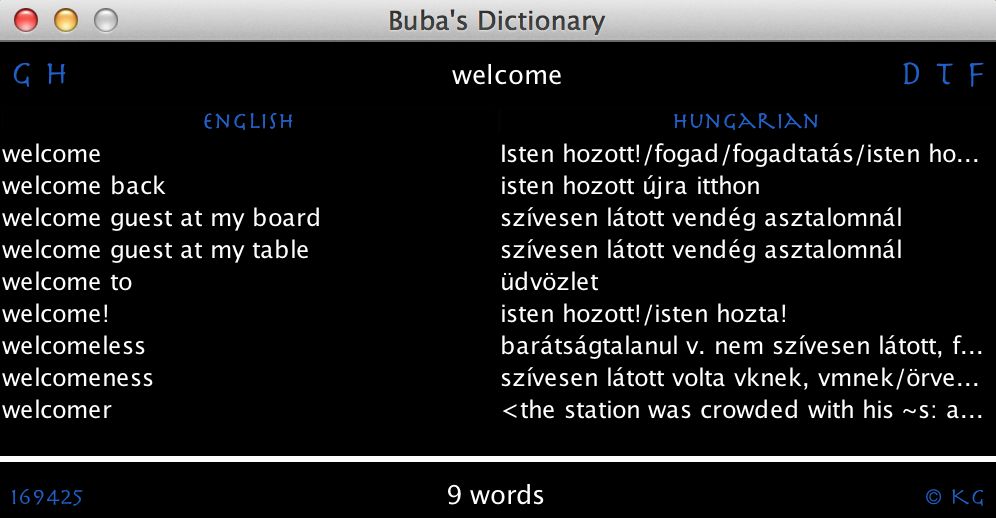 Buba's Dictionary
G H welcome D T F
ENGLISH HUNGARIAN
welcome Isten hozott!/fogad/fogadtatás/isten ho...
welcome back isten hozott újra itthon
welcome guest at my board szívesen látott vendég asztalomnál
welcome guest at my table szívesen látott vendég asztalomnál
welcome to üdvözlet
welcome! isten hozott!/isten hozta!
welcomeless barátságtalanul v. nem szívesen látott, f...
welcomeness szívesen látott volta vknek, vmnek/örve...
welcomer <the station was crowded with his ~s: a...
169425 9 words © KG